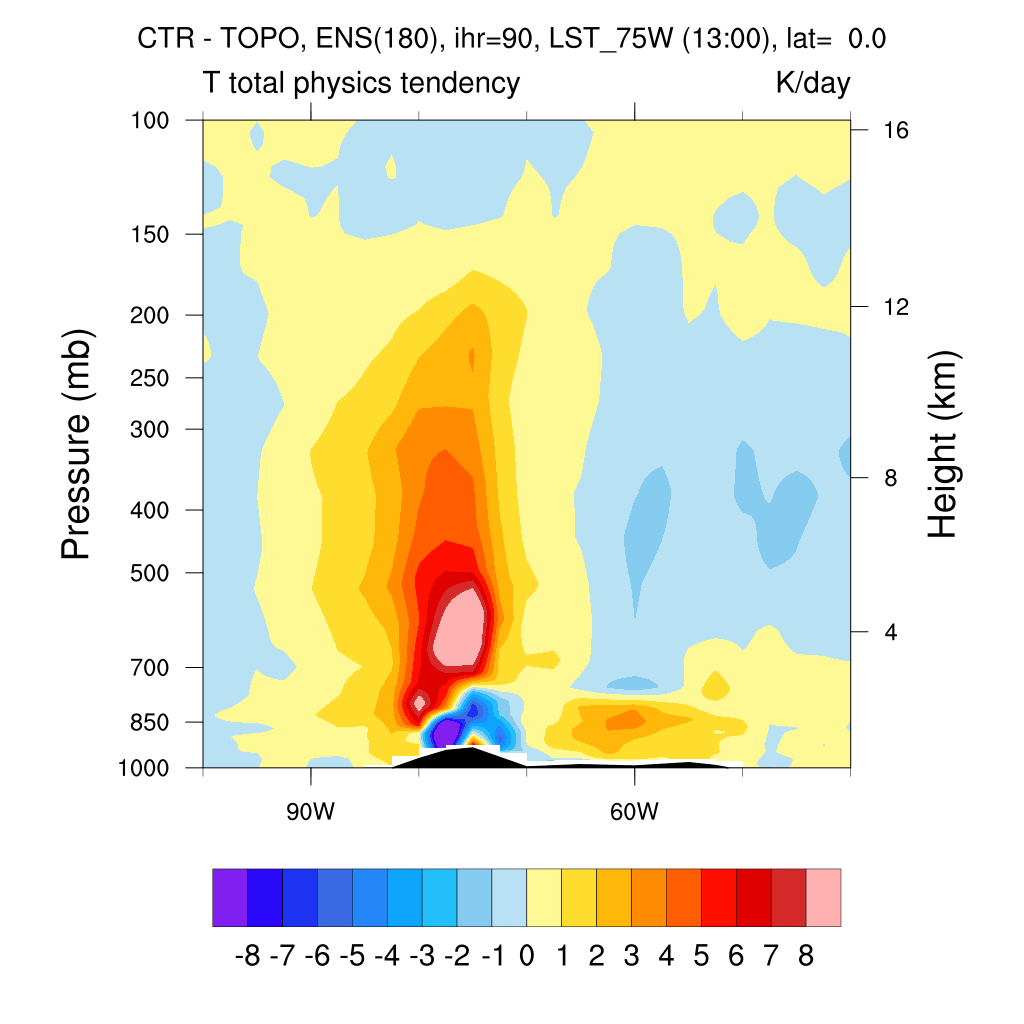 CTR - TOPO, ENS(180), ihr=90, LST_75W (13:00), lat= 0.0
T total physics tendency K/day
Pressure (mb)
100
150
200
250
300
400
500
700
850
1000
16
12
8
4
Height (km)
90W 60W
-8 -7 -6 -5 -4 -3 -2 -1 0 1 2 3 4 5 6 7 8